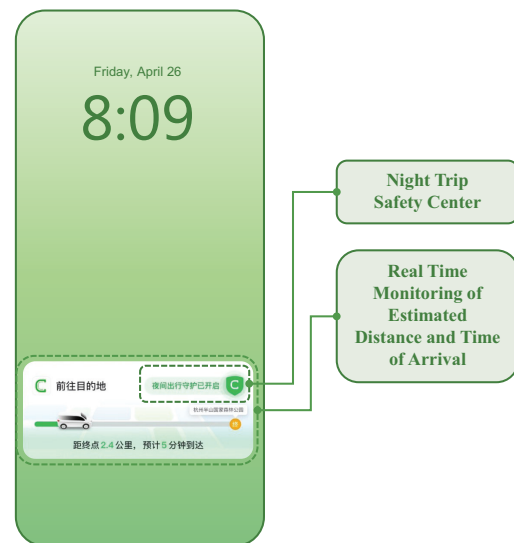 Friday, April 26
8:09
Night Trip
Safety Center
Real Time
Monitoring of
Estimated
Distance and Time
of Arrival
C 前往目的地
夜间出行守护已开启 C
杭州半山国家森林公园
终
距终点2.4公里，预计5分钟到达